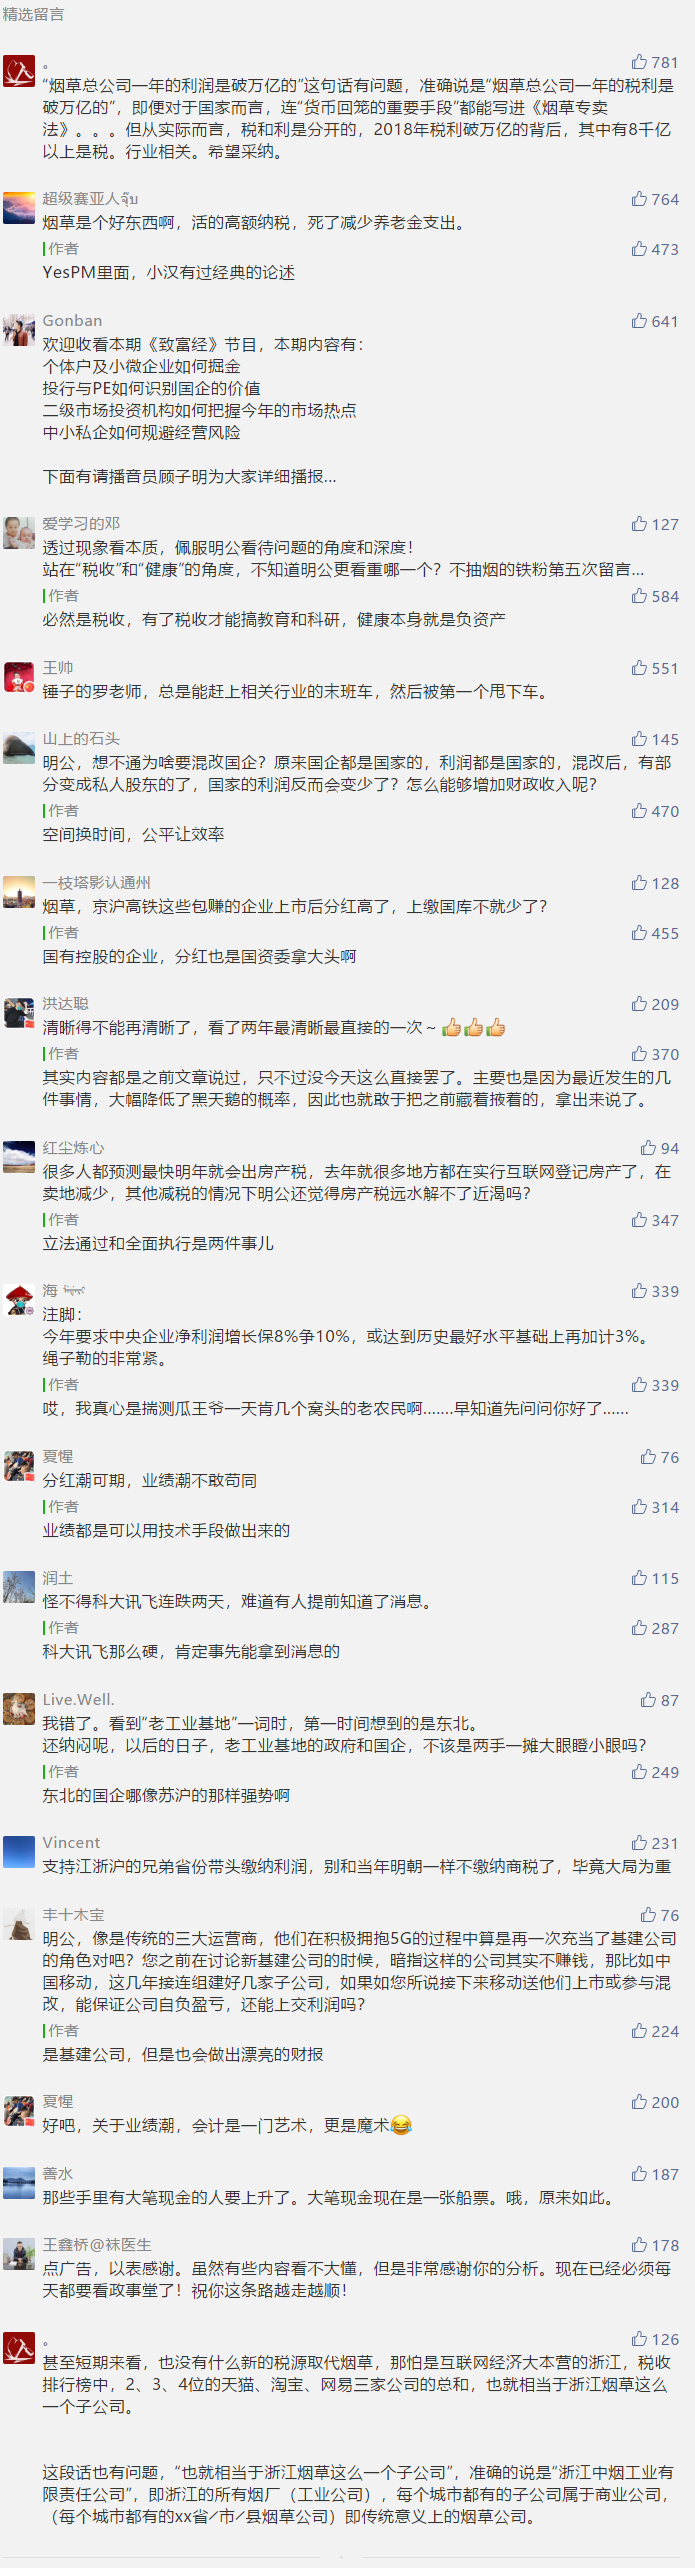 精选留言
。
781
“烟草总公司一年的利润是破万亿的”这句话有问题，准确说是“烟草总公司一年的税利是
破万亿的”，即便对于国家而言，连“货币回笼的重要手段”都能写进《烟草专卖
法》。。。但从实际而言，税和利是分开的，2018年税利破万亿的背后，其中有8千亿
以上是税。行业相关。希望采纳。
超级赛亚人
764
烟草是个好东西啊，活的高额纳税，死了减少养老金支出。
作者
473
YesPM里面，小汉有过经典的论述
Gonban
641
欢迎收看本期《致富经》节目，本期内容有：
个体户及小微企业如何掘金
投行与PE如何识别国企的价值
二级市场投资机构如何把握今年的市场热点
中小私企如何规避经营风险
下面有请播音员顾子明为大家详细播报...
爱学习的邓
127
透过现象看本质，佩服明公看待问题的角度和深度！
站在“税收”和“健康”的角度，不知道明公更看重哪一个？不抽烟的铁粉第五次留言...
作者
584
必然是税收，有了税收才能搞教育和科研，健康本身就是负资产
王帅
551
锤子的罗老师，总是能赶上相关行业的末班车，然后被第一个甩下车。
山上的石头
145
明公，想不通为啥要混改国企？原来国企都是国家的，利润都是国家的，混改后，有部
分变成私人股东的了，国家的利润反而会变少了？怎么能够增加财政收入呢？
作者
470
空间换时间，公平让效率
一枝塔影认通州
128
烟草，京沪高铁这些包赚的企业上市后分红高了，上缴国库不就少了？
作者
455
国有控股的企业，分红也是国资委拿大头啊
洪达聪
209
清晰得不能再清晰了，看了两年最清晰最直接的一次～👍👍👍
作者
370
其实内容都是之前文章说过，只不过没今天这么直接罢了。主要也是因为最近发生的几
件事情，大幅降低了黑天鹅的概率，因此也就敢于把之前藏着掖着的，拿出来说了。
红尘炼心
94
很多人都预测最快明年就会出房产税，去年就很多地方都在实行互联网登记房产了，在
卖地减少，其他减税的情况下明公还觉得房产税远水解不了近渴吗？
作者
347
立法通过和全面执行是两件事儿
海
339
注脚：
今年要求中央企业净利润增长保8%争10%，或达到历史最好水平基础上再加计3%。
绳子勒的非常紧。
作者
339
哎，我真心是揣测瓜王爷一天肯几个窝头的老农民啊.......早知道先问问你好了......
夏惺
76
分红潮可期，业绩潮不敢苟同
作者
314
业绩都是可以用技术手段做出来的
润土
115
怪不得科大讯飞连跌两天，难道有人提前知道了消息。
作者
287
科大讯飞那么硬，肯定事先能拿到消息的
Live.Well.
87
我错了。看到“老工业基地”一词时，第一时间想到的是东北。
还纳闷呢，以后的日子，老工业基地的政府和国企，不该是两手一摊大眼瞪小眼吗？
作者
249
东北的国企哪像苏沪的那样强势啊
Vincent
231
支持江浙沪的兄弟省份带头缴纳利润，别和当年明朝一样不缴纳商税了，毕竟大局为重
丰十木宝
76
明公，像是传统的三大运营商，他们在积极拥抱5G的过程中算是再一次充当了基建公司
的角色对吧？您之前在讨论新基建公司的时候，暗指这样的公司其实不赚钱，那比如中
国移动，这几年接连组建好几家子公司，如果如您所说接下来移动送他们上市或参与混
改，能保证公司自负盈亏，还能上交利润吗？
作者
224
是基建公司，但是也会做出漂亮的财报
夏惺
200
好吧，关于业绩潮，会计是一门艺术，更是魔术😂
善水
187
那些手里有大笔现金的人要上升了。大笔现金现在是一张船票。哦，原来如此。
王鑫桥@袜医生
178
点广告，以表感谢。虽然有些内容看不大懂，但是非常感谢你的分析。现在已经必须每
天都要看政事堂了！祝你这条路越走越顺！
。
126
甚至短期来看，也没有什么新的税源取代烟草，那怕是互联网经济大本营的浙江，税收
排行榜中，2、3、4位的天猫、淘宝、网易三家公司的总和，也就相当于浙江烟草这么
一个子公司。
这段话也有问题，“也就相当于浙江烟草这么一个子公司”，准确的说是“浙江中烟工业有
限责任公司”，即浙江的所有烟厂（工业公司），每个城市都有的子公司属于商业公司，
（每个城市都有的xx省/市/县烟草公司）即传统意义上的烟草公司。